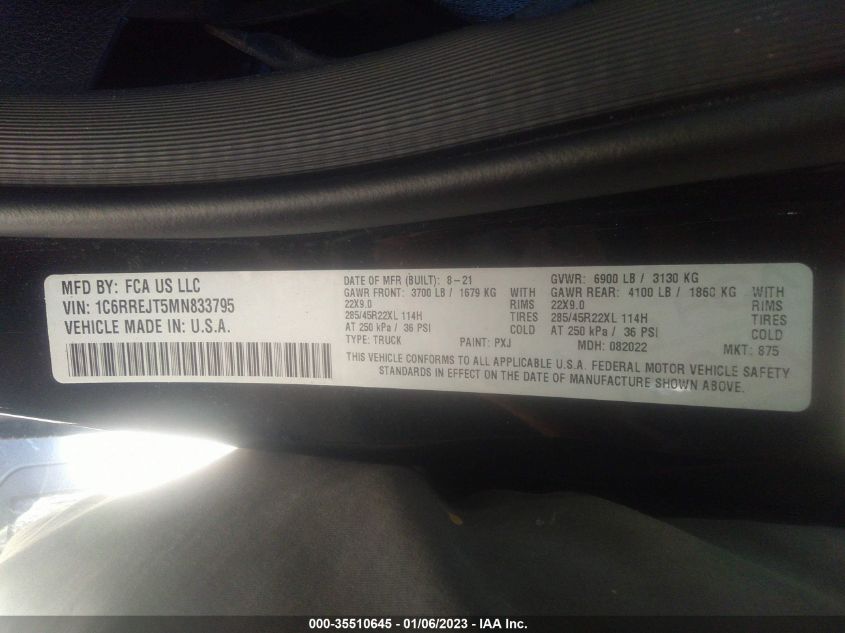 MFD BY: FCA US LLC
VIN: 1C6RREJT5MN833795
VEHICLE MADE IN: U.S.A.
DATE OF MFR (BUILT): 8-21
GAWR FRONT: 3700 LB / 1679 KG WITH
22X9.0 RIMS
285/45R22XL 114H TIRES
AT 250 kPa / 36 PSI COLD
TYPE: TRUCK PAINT: PXJ
GVWR: 6900 LB / 3130 KG
GAWR REAR: 4100 LB / 1860 KG WITH
22X9.0 RIMS
285/45R22XL 114H TIRES
AT 250 kPa / 36 PSI COLD
MDH: 082022 MKT: 875
THIS VEHICLE CONFORMS TO ALL APPLICABLE U.S.A. FEDERAL MOTOR VEHICLE SAFETY
STANDARDS IN EFFECT ON THE DATE OF MANUFACTURE SHOWN ABOVE.
000-35510645 - 01/06/2023 - IAA Inc.